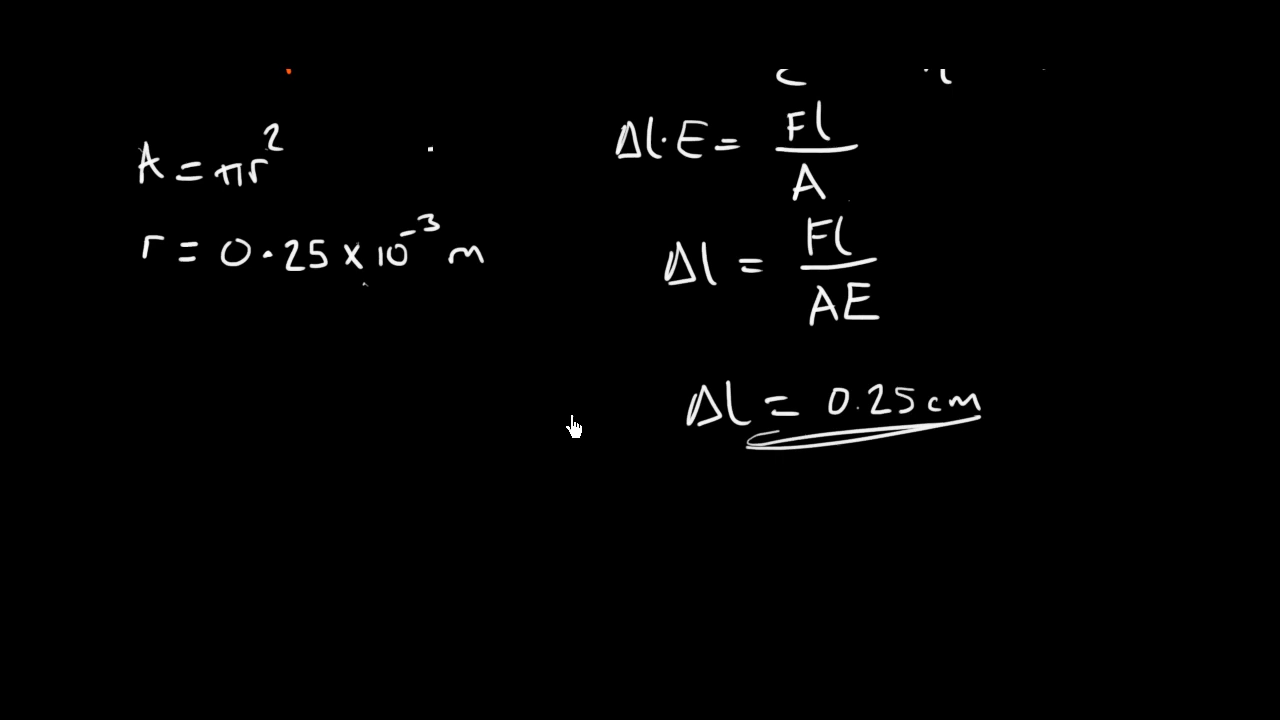 A = πr²
r = 0.25 x 10⁻³ m
Δl · E = Fl / A
Δl = Fl / AE
Δl = 0.25 cm